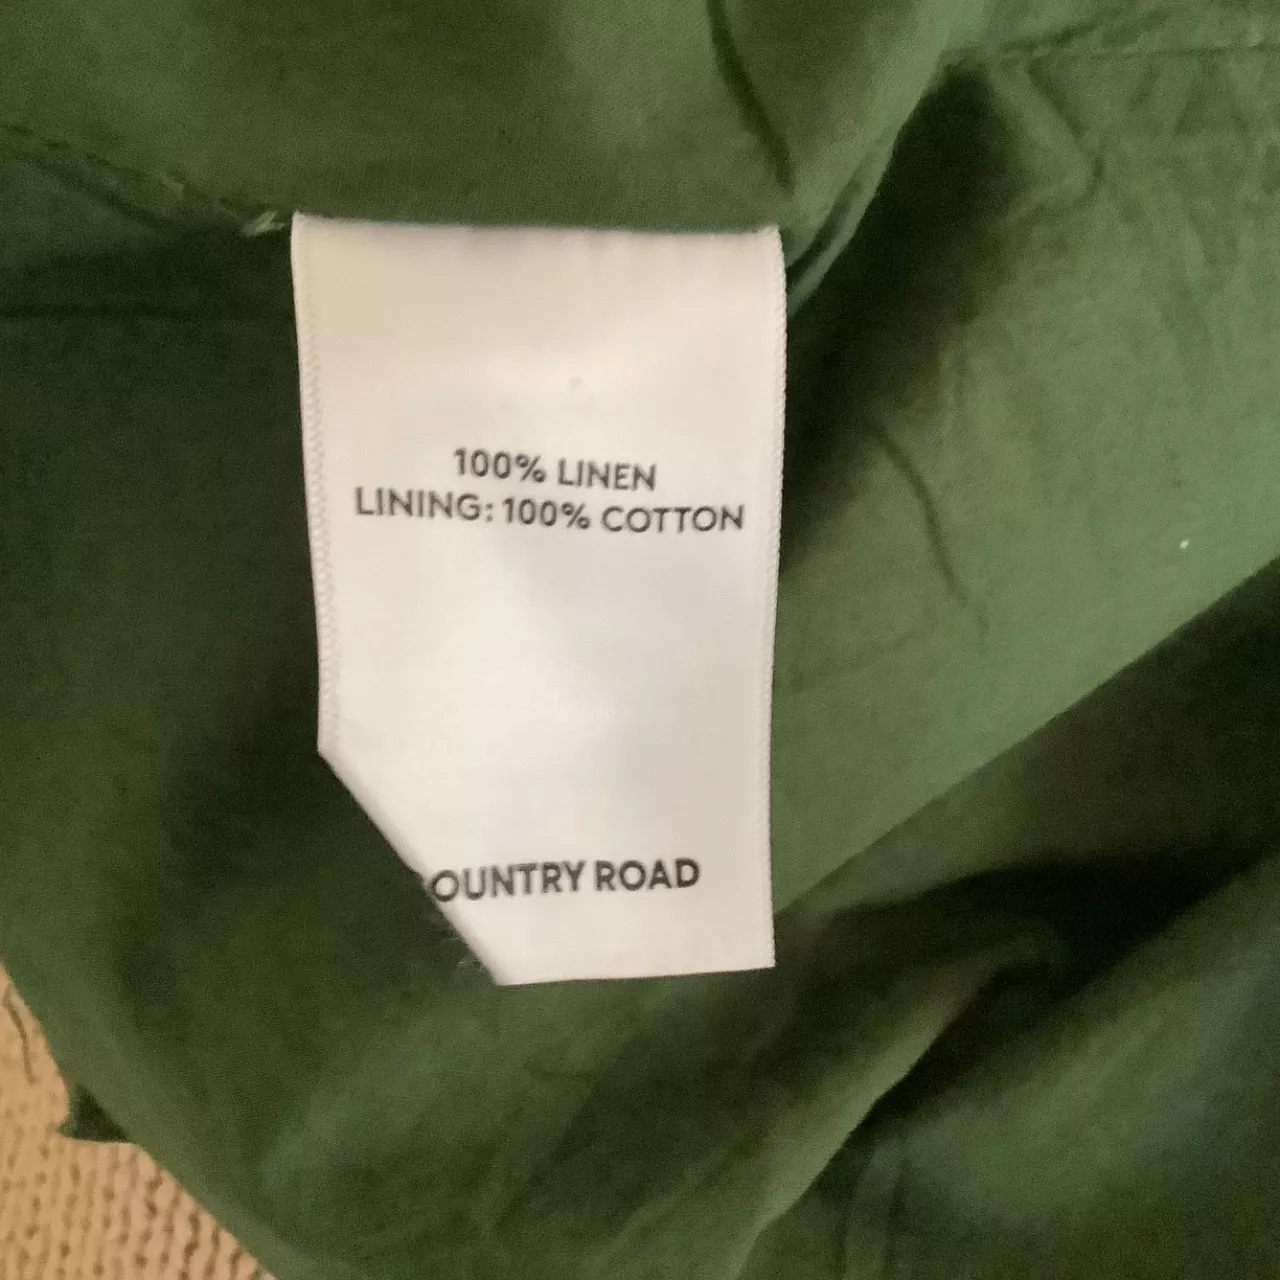 100% LINEN
LINING: 100% COTTON
OUNTRY ROAD